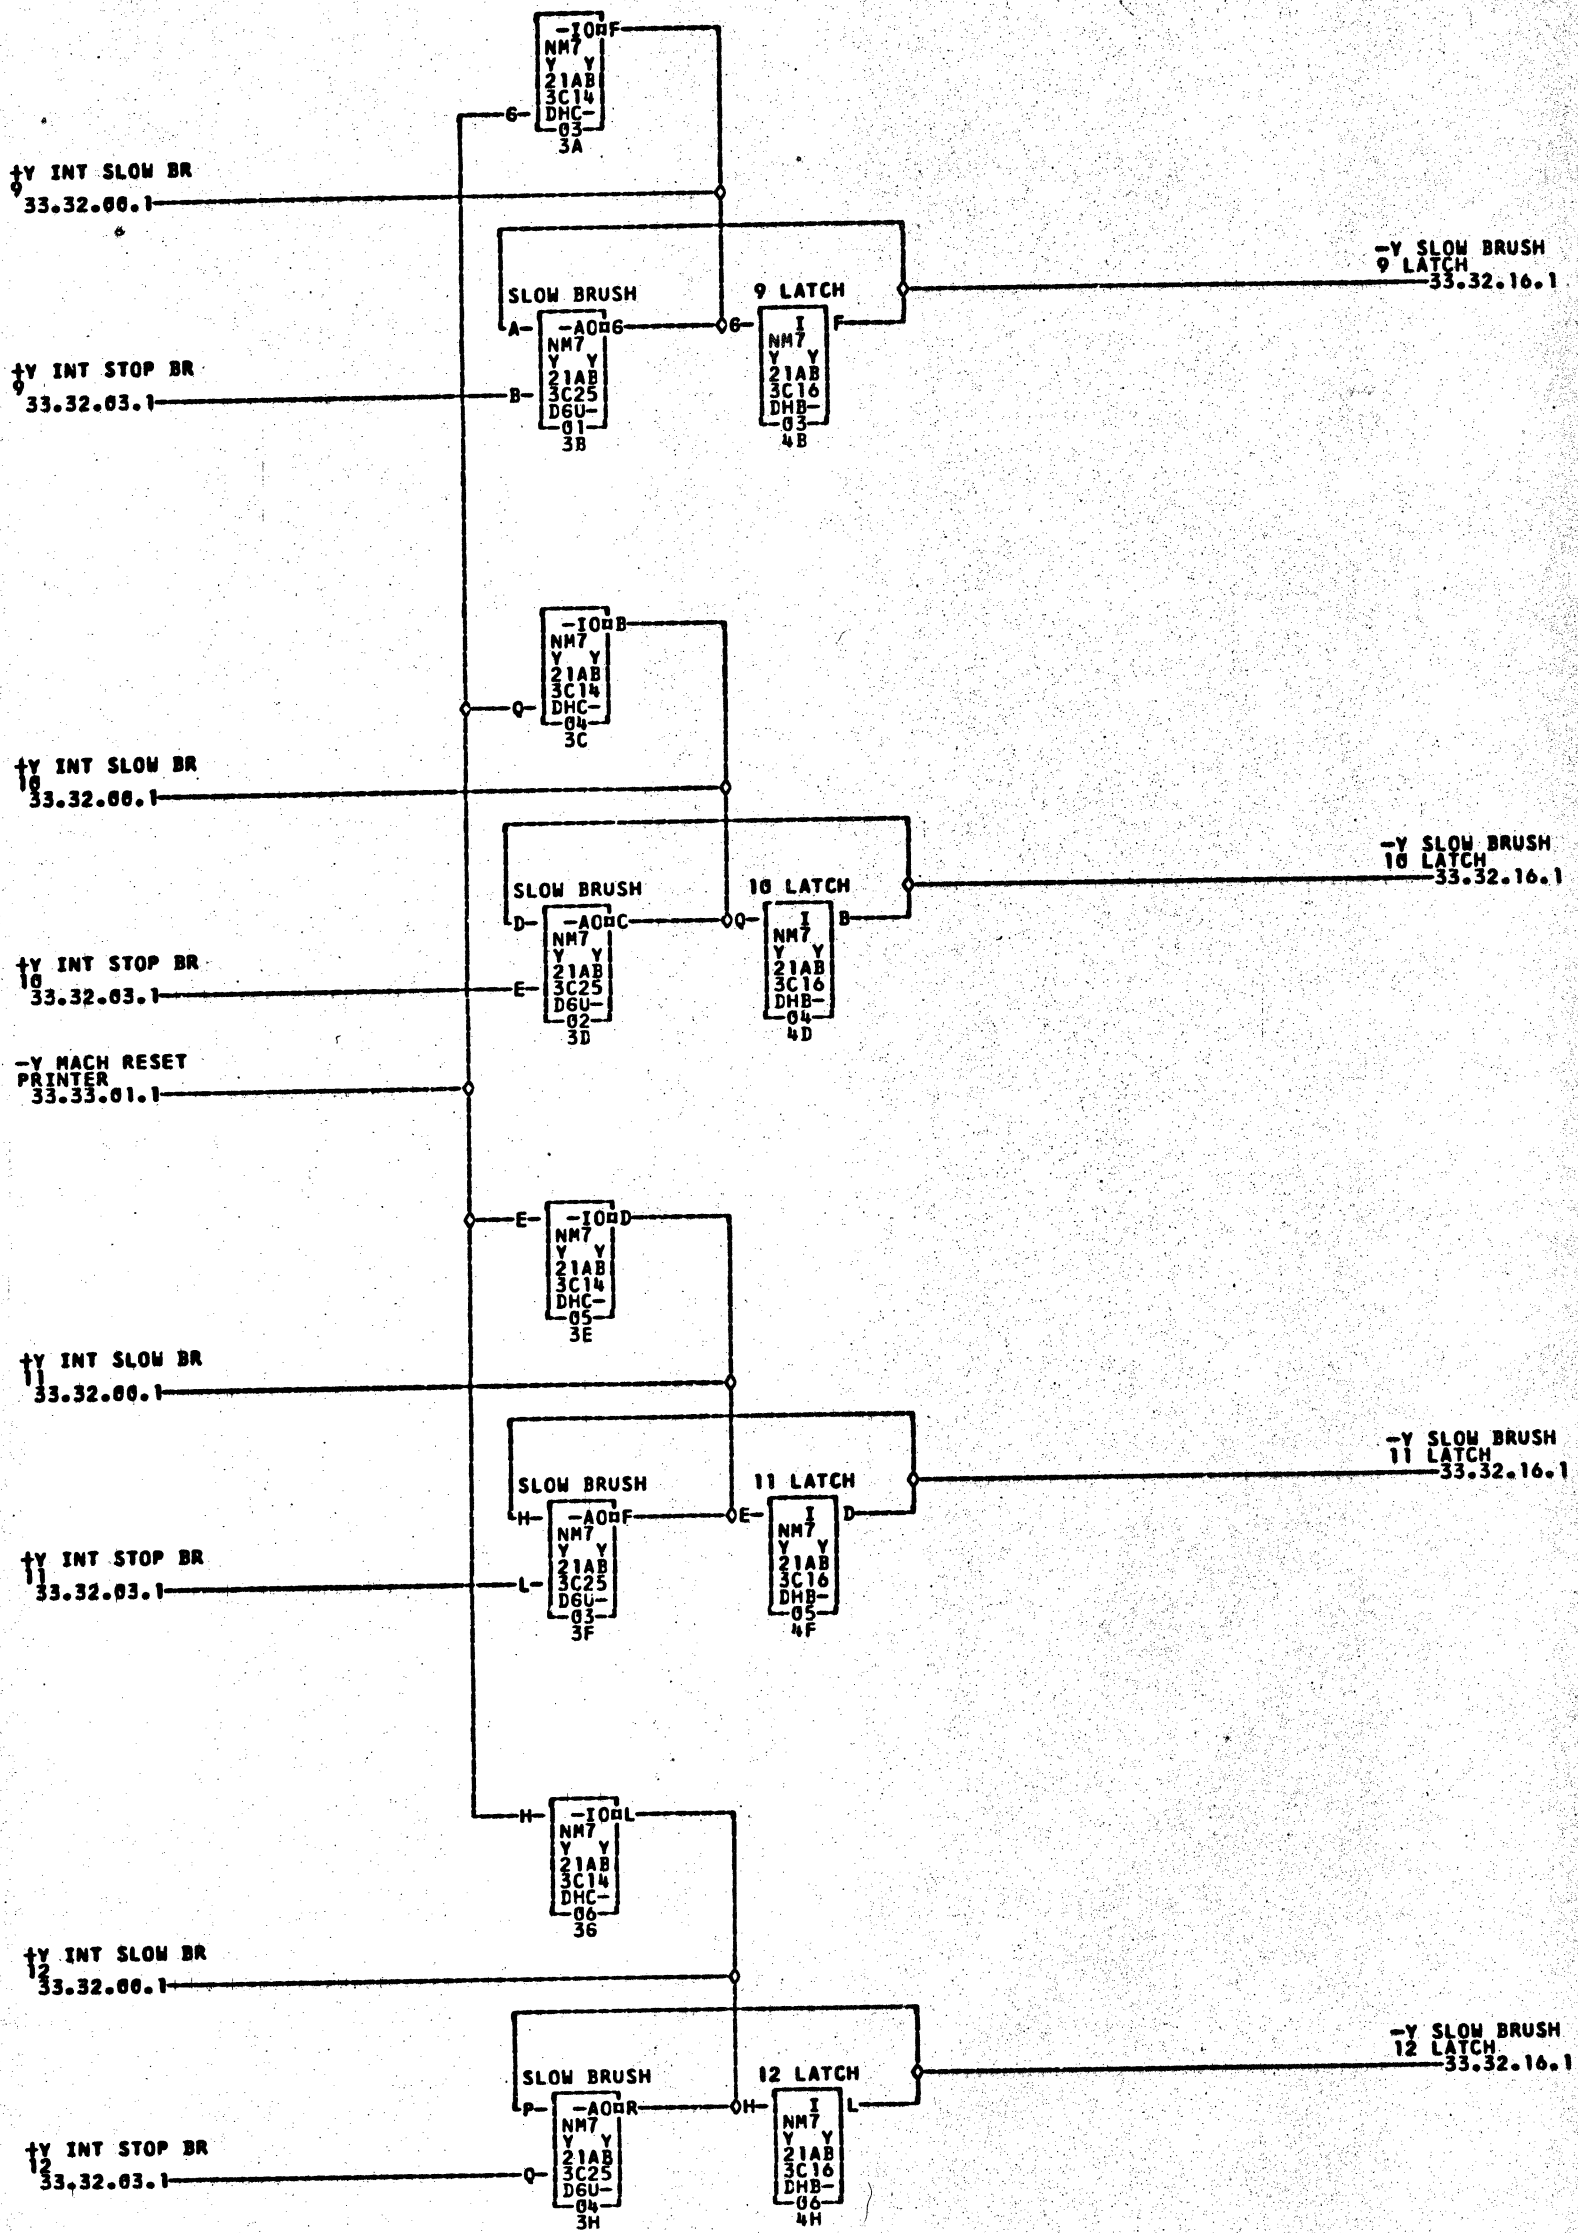 -IO F
NM7
Y Y
21AB
3C14
G DHC-
03
3A
+Y INT SLOW BR
9
33.32.00.1
-Y SLOW BRUSH
9 LATCH
33.32.16.1
SLOW BRUSH 9 LATCH
A -AO G G I F
NM7 NM7
Y Y Y Y
21AB 21AB
+Y INT STOP BR
9
33.32.03.1
B 3C25 3C16
DGU- DHB-
01 03
3B 4B
-IO B
NM7
Y Y
21AB
3C14
Q DHC-
04
3C
+Y INT SLOW BR
10
33.32.00.1
-Y SLOW BRUSH
10 LATCH
33.32.16.1
SLOW BRUSH 10 LATCH
D -AO C Q I B
NM7 NM7
Y Y Y Y
21AB 21AB
+Y INT STOP BR
10
33.32.03.1
E 3C25 3C16
DGU- DHB-
02 04
3D 4D
-Y MACH RESET
PRINTER
33.33.01.1
E -IO D
NM7
Y Y
21AB
3C14
DHC-
05
3E
+Y INT SLOW BR
11
33.32.00.1
-Y SLOW BRUSH
11 LATCH
33.32.16.1
SLOW BRUSH 11 LATCH
H -AO F E I D
NM7 NM7
Y Y Y Y
21AB 21AB
+Y INT STOP BR
11
33.32.03.1
L 3C25 3C16
DGU- DHB-
03 05
3F 4F
H -IO L
NM7
Y Y
21AB
3C14
DHC-
06
3G
+Y INT SLOW BR
12
33.32.00.1
-Y SLOW BRUSH
12 LATCH
33.32.16.1
SLOW BRUSH 12 LATCH
P -AO R H I L
NM7 NM7
Y Y Y Y
21AB 21AB
+Y INT STOP BR
12
33.32.03.1
Q 3C25 3C16
DGU- DHB-
04 06
3H 4H